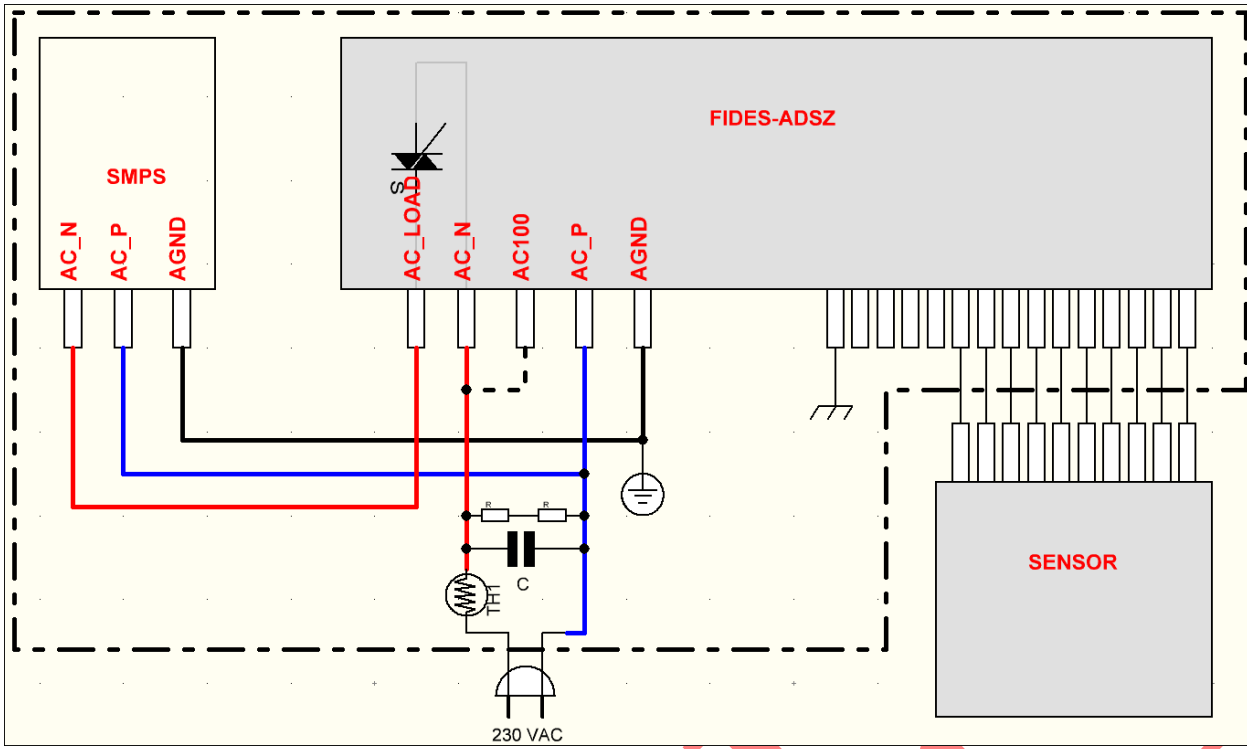 FIDES-ADSZ
SMPS
S
AC_N
AC_P
AGND
AC_LOAD
AC_N
AC100
AC_P
AGND
R
R
C
TH1
SENSOR
230 VAC